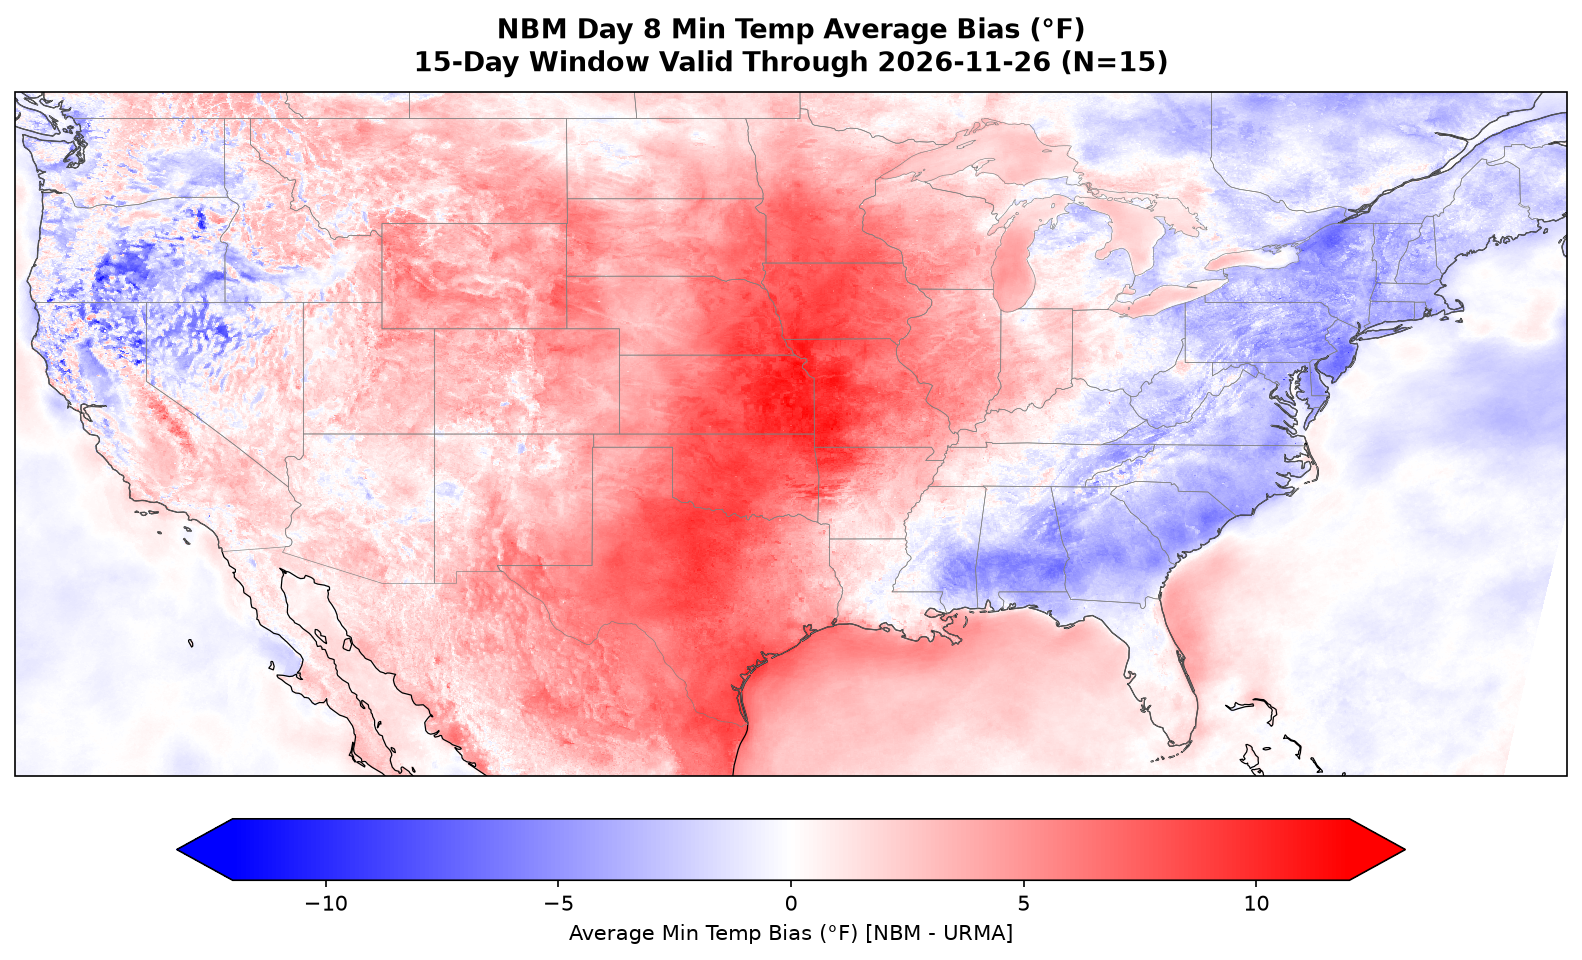 NBM Day 8 Min Temp Average Bias (°F)
15-Day Window Valid Through 2026-11-26 (N=15)
−10 −5 0 5 10
Average Min Temp Bias (°F) [NBM - URMA]